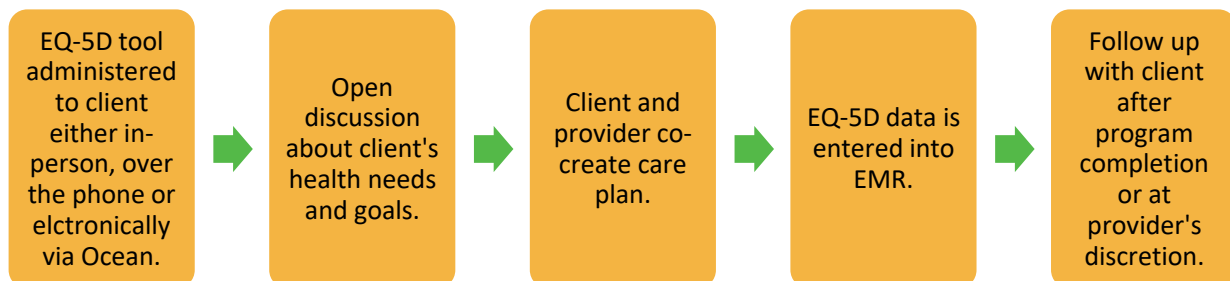 EQ-5D tool
administered
to client
either in-
person, over
the phone or
elctronically
via Ocean.
Open
discussion
about client's
health needs
and goals.
Client and
provider co-
create care
plan.
EQ-5D data is
entered into
EMR.
Follow up
with client
after
program
completion
or at
provider's
discretion.